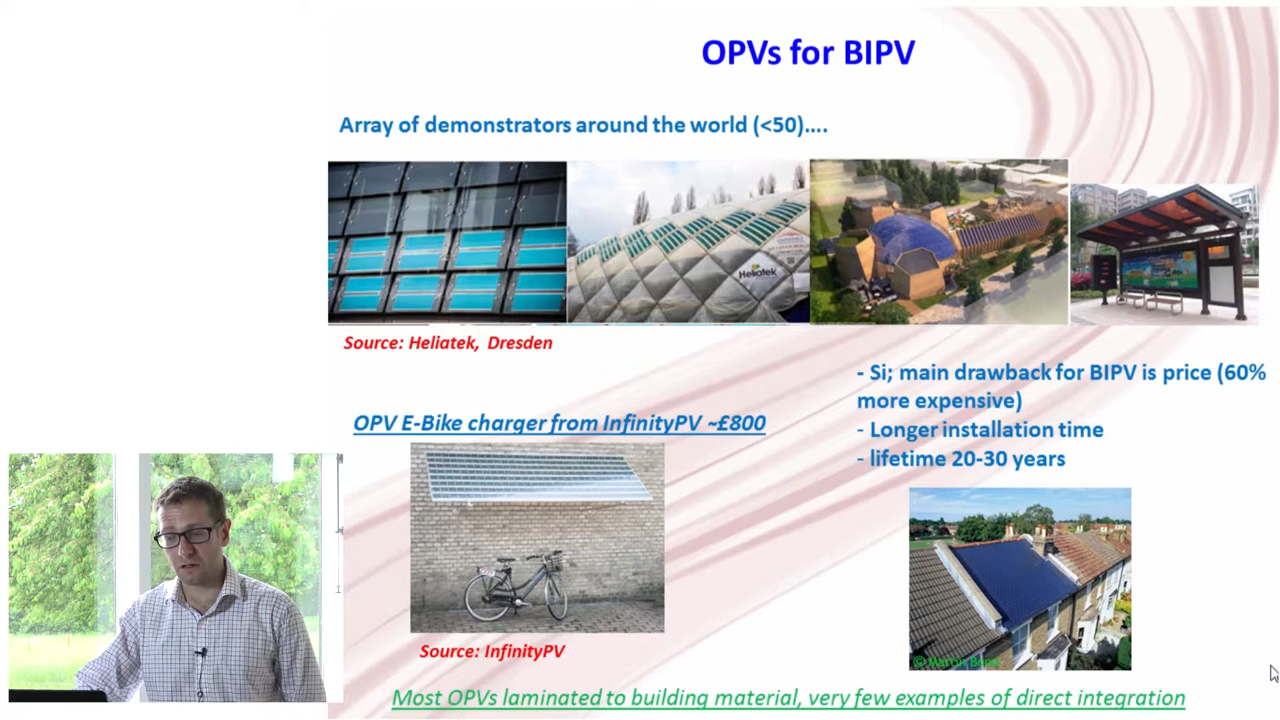 OPVs for BIPV
Array of demonstrators around the world (<50)....
Heliatek
Source: Heliatek, Dresden
- Si; main drawback for BIPV is price (60%
more expensive)
- Longer installation time
- lifetime 20-30 years
OPV E-Bike charger from InfinityPV ~£800
Source: InfinityPV
Most OPVs laminated to building material, very few examples of direct integration